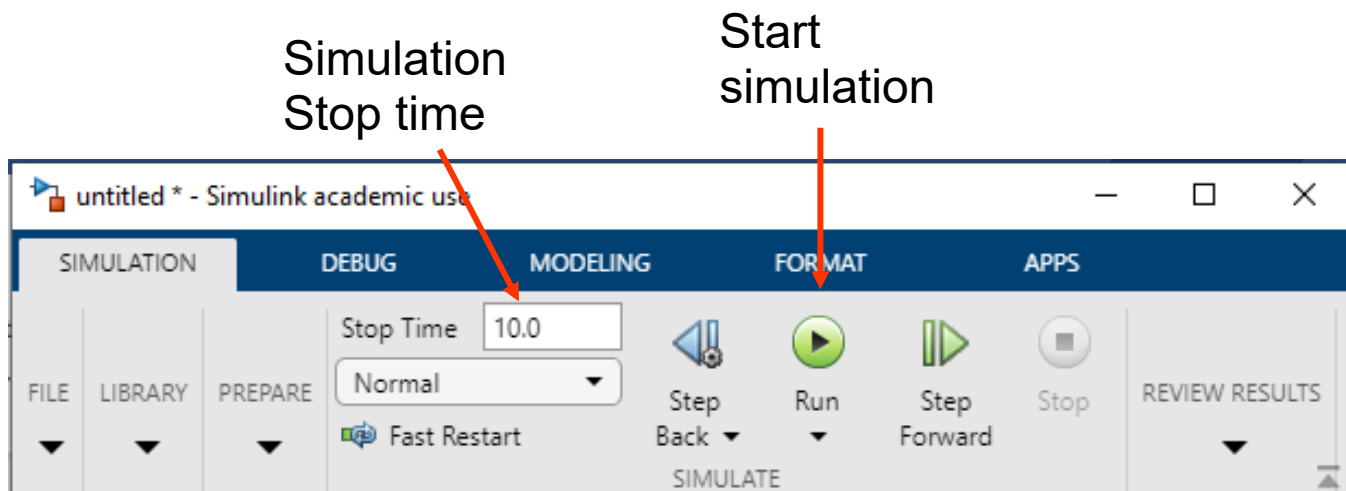 Simulation
Stop time
Start
simulation
untitled * - Simulink academic use
SIMULATION DEBUG MODELING FORMAT APPS
Stop Time 10.0
Normal
Fast Restart
FILE LIBRARY PREPARE
Step
Back
Run
Step
Forward
Stop
REVIEW RESULTS
SIMULATE